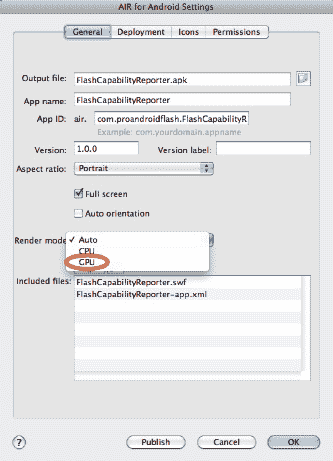 AIR for Android Settings
General Deployment Icons Permissions
Output file: FlashCapabilityReporter.apk
App name: FlashCapabilityReporter
App ID: air. com.proandroidflash.FlashCapabilityR
Example: com.yourdomain.appname
Version: 1.0.0 Version label:
Aspect ratio: Portrait
Full screen
Auto orientation
Render mode ✓ Auto
CPU
CPU
Included files: FlashCapabilityReporter.swf
FlashCapabilityReporter-app.xml
? Publish Cancel OK